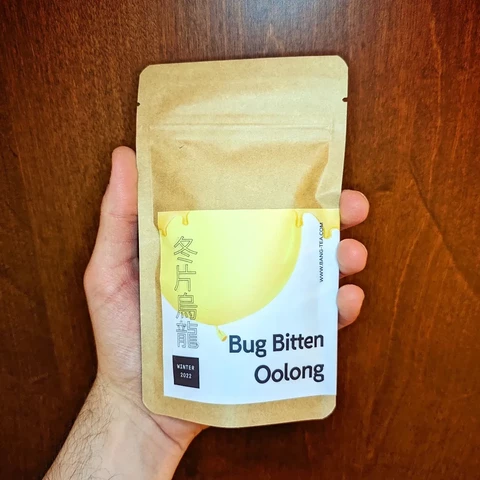 冬片烏龍
WWW.BANG-TEA.COM
Bug Bitten
Oolong
WINTER
2022